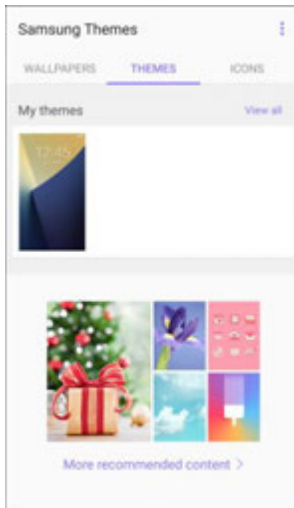 Samsung Themes
WALLPAPERS THEMES ICONS
My themes View all
12:45
More recommended content >